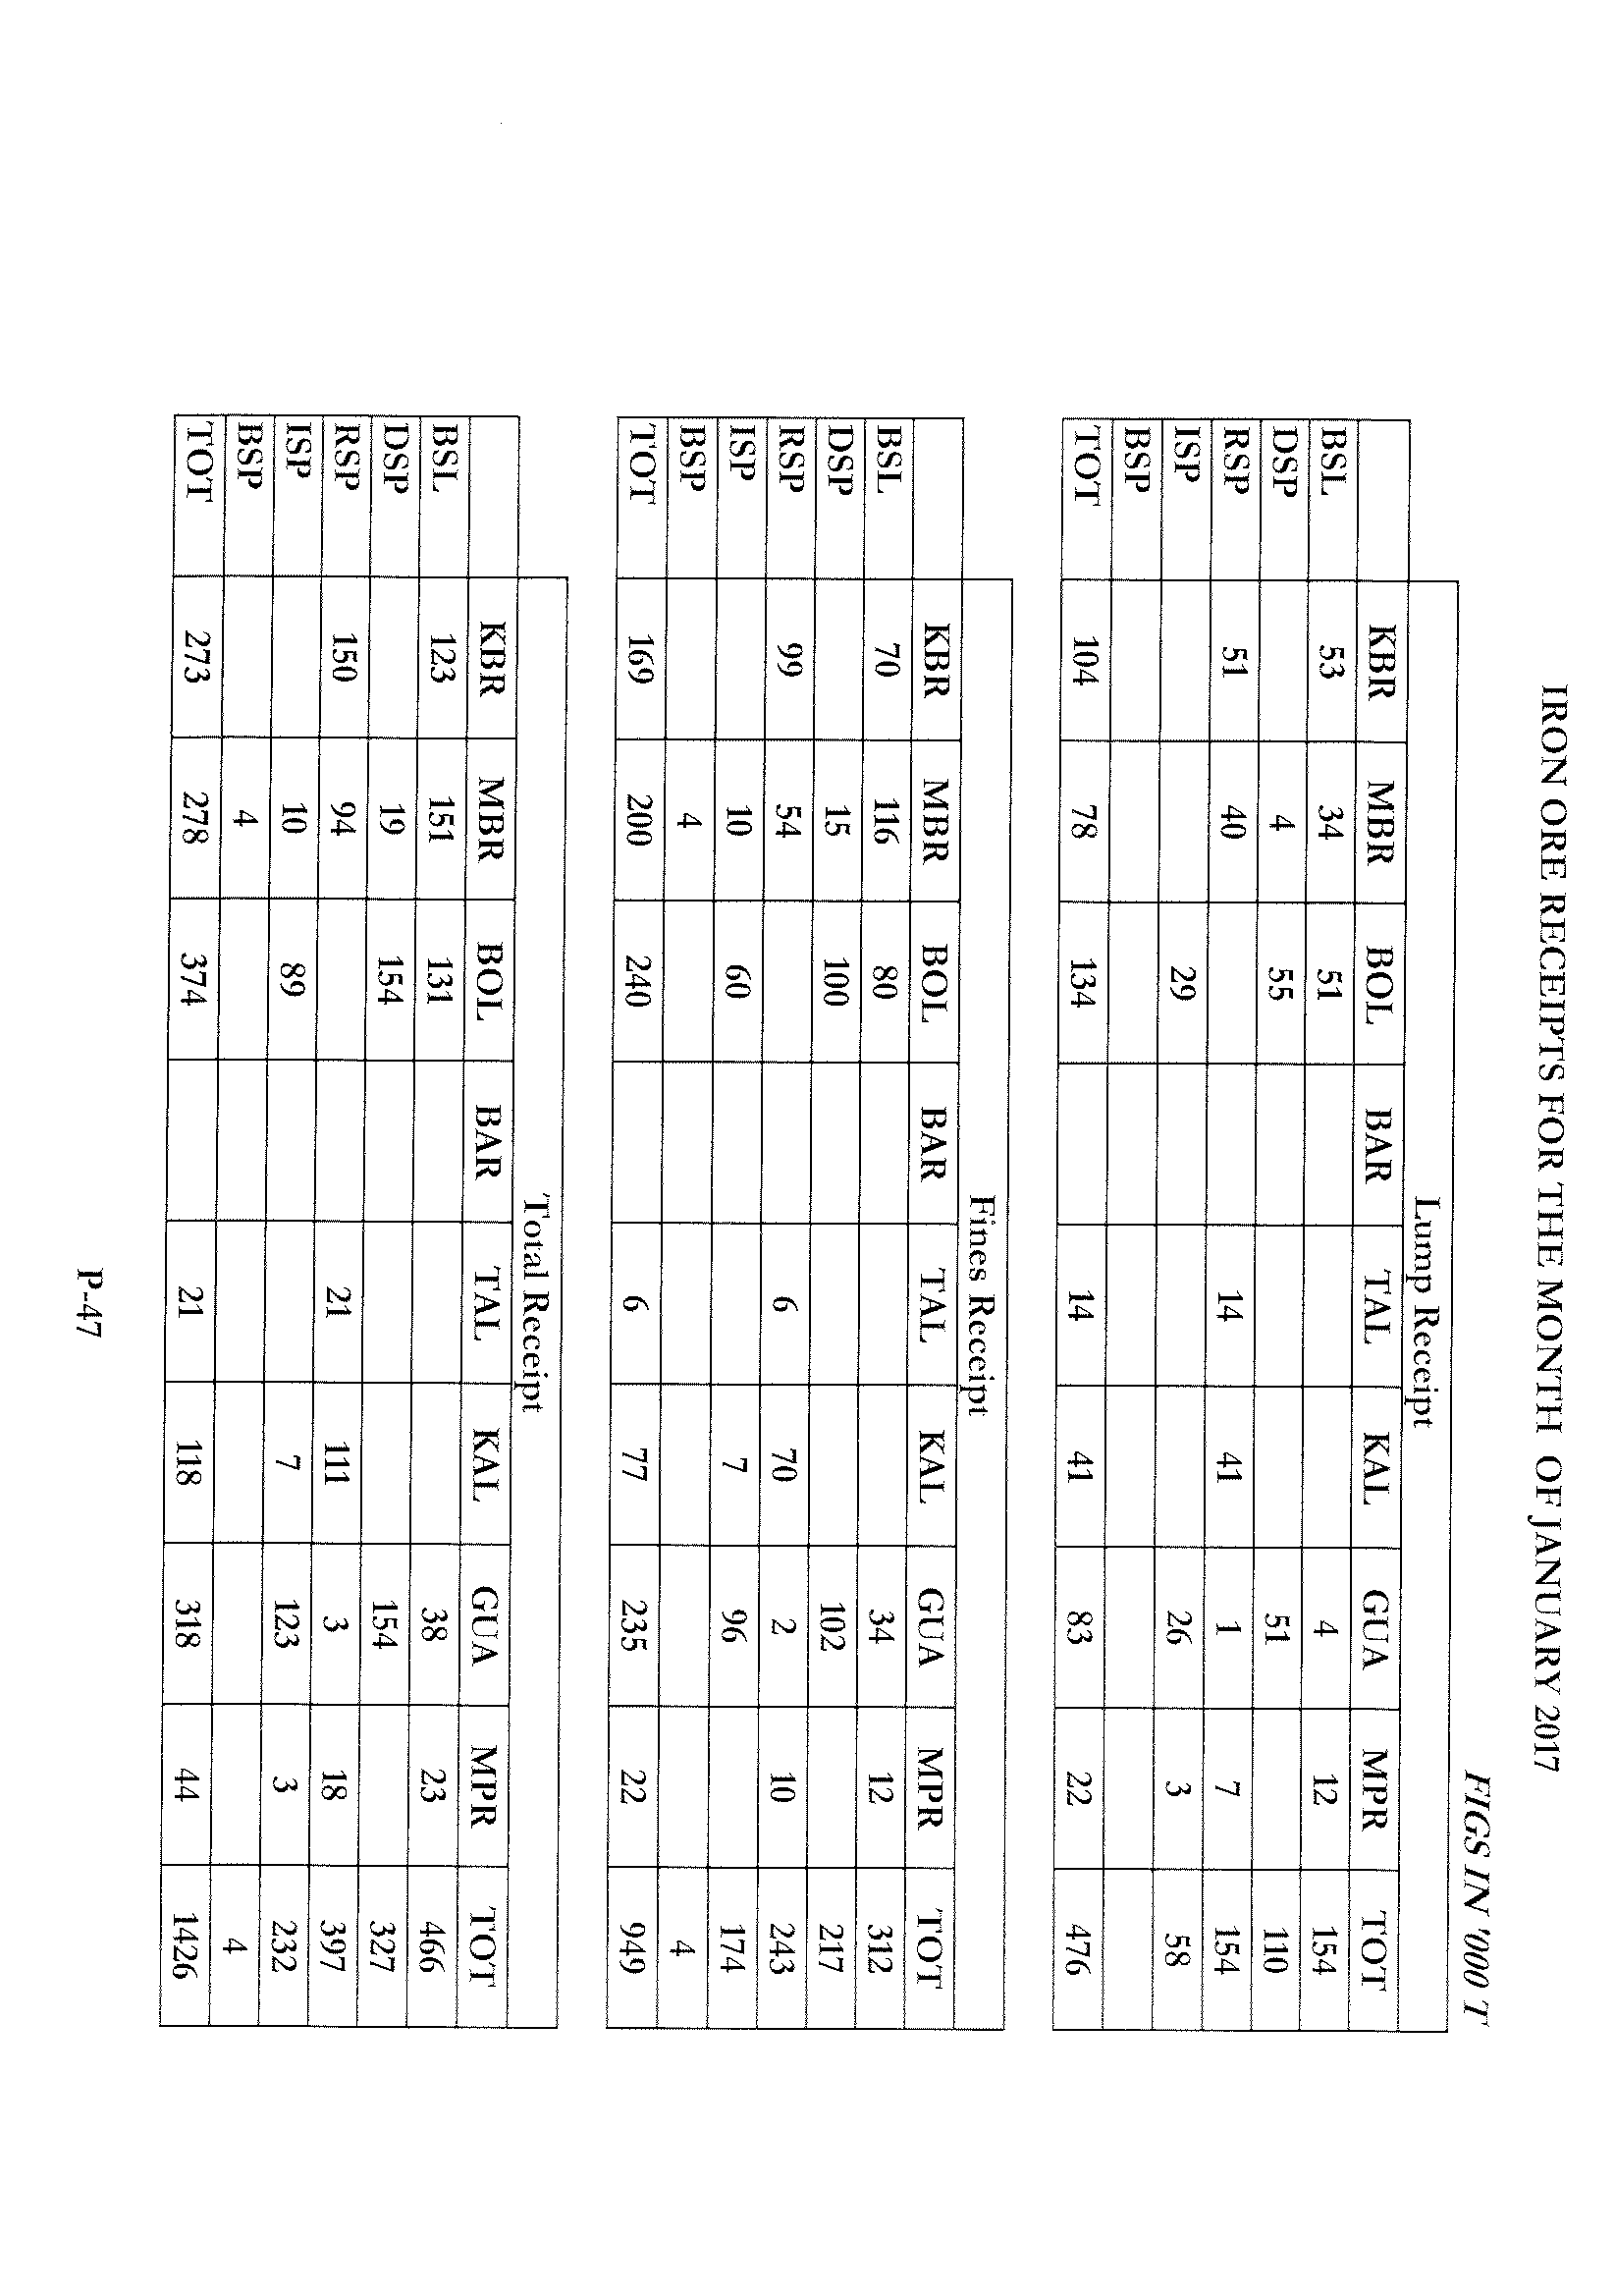 IRON ORE RECEIPTS FOR THE MONTH OF JANUARY 2017
FIGS IN '000 T
Lump Receipt
KBR MBR BOL BAR TAL KAL GUA MPR TOT
BSL 53 34 51 4 12 154
DSP 4 55 51 110
RSP 51 40 14 41 1 7 154
ISP 29 26 3 58
BSP
TOT 104 78 134 14 41 83 22 476
Fines Receipt
KBR MBR BOL BAR TAL KAL GUA MPR TOT
BSL 70 116 80 34 12 312
DSP 15 100 102 217
RSP 99 54 6 70 2 10 243
ISP 10 60 7 96 174
BSP 4 4
TOT 169 200 240 6 77 235 22 949
Total Receipt
KBR MBR BOL BAR TAL KAL GUA MPR TOT
BSL 123 151 131 38 23 466
DSP 19 154 154 327
RSP 150 94 21 111 3 18 397
ISP 10 89 7 123 3 232
BSP 4 4
TOT 273 278 374 21 118 318 44 1426
P-47